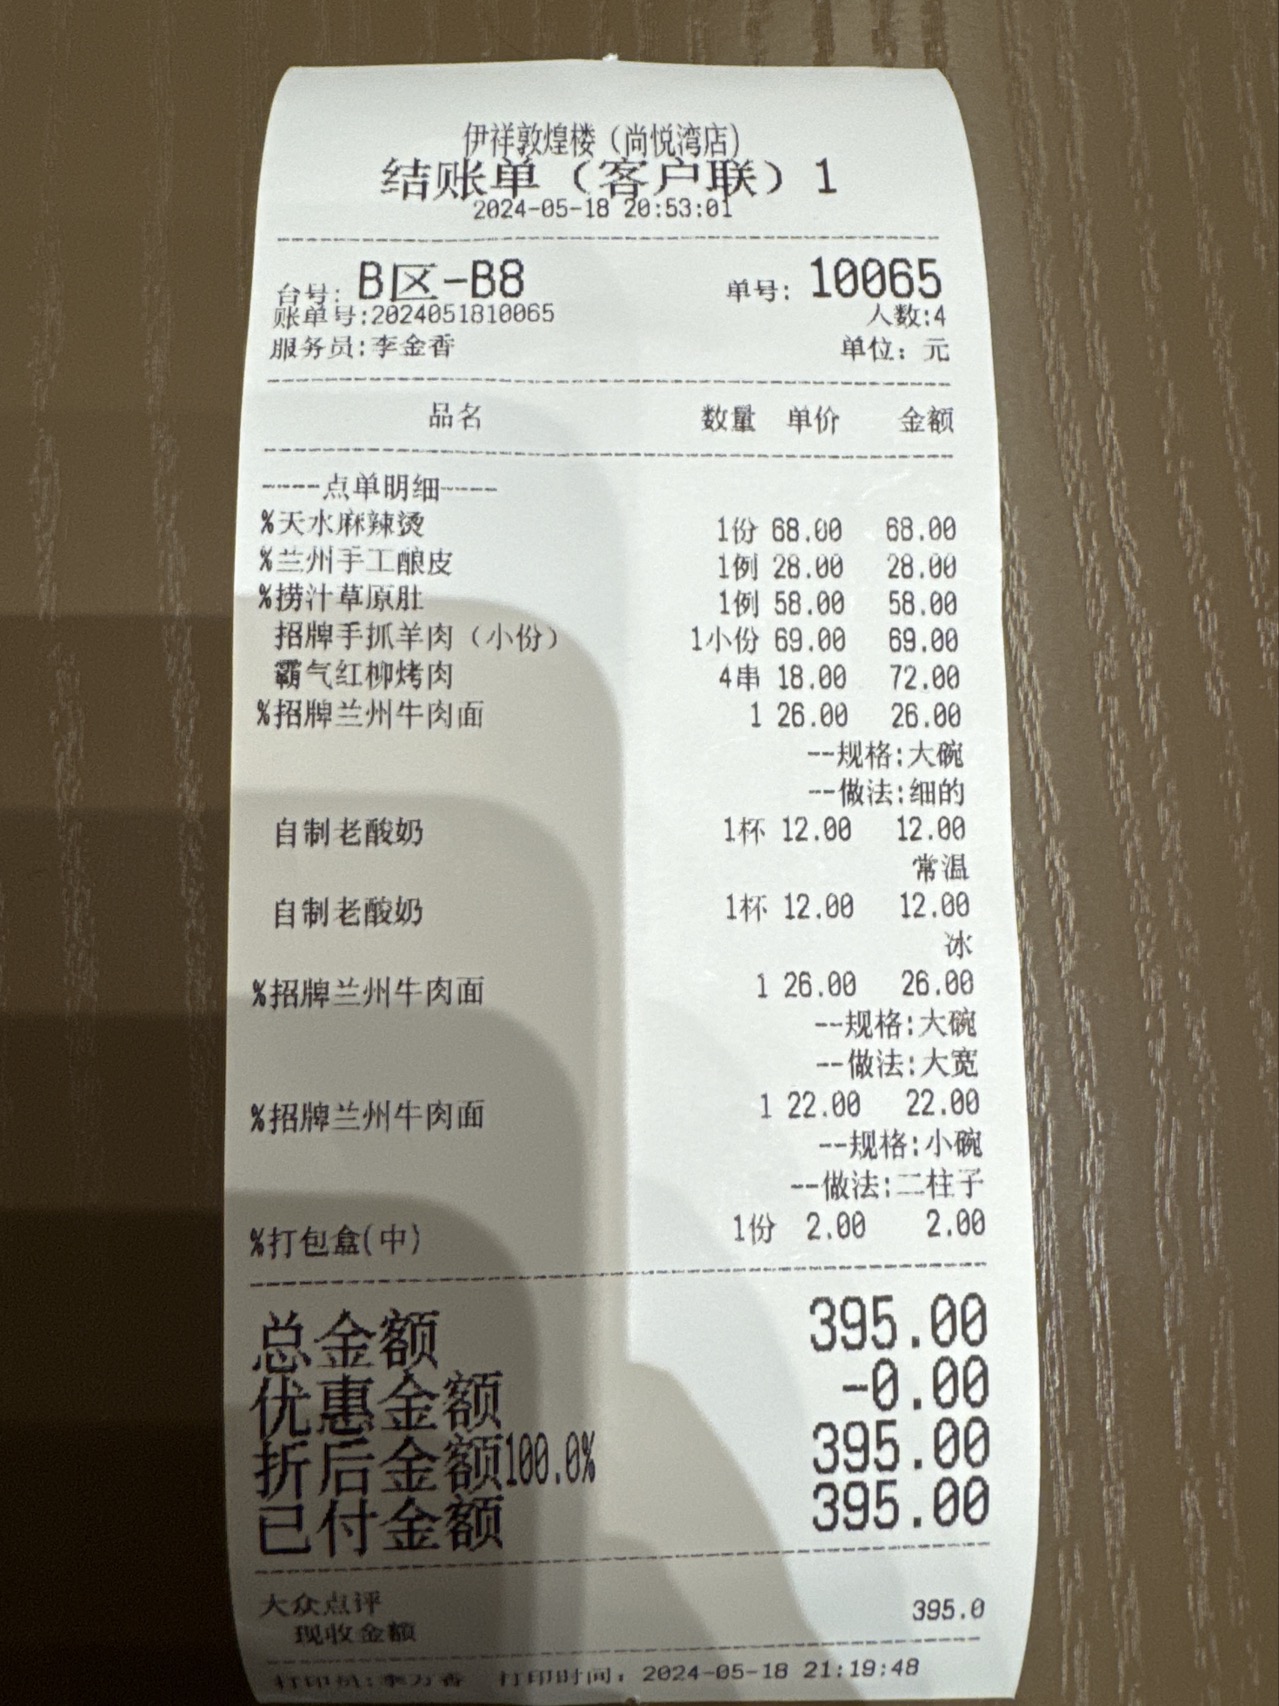 伊祥敦煌楼（尚悦湾店）
结账单（客户联）1
2024-05-18 20:53:01
台号: B区-B8 单号: 10065
账单号:2024051810065 人数:4
服务员:李金香 单位: 元
品名 数量 单价 金额
----点单明细----
%天水麻辣烫 1份 68.00 68.00
%兰州手工酿皮 1例 28.00 28.00
%捞汁草原肚 1例 58.00 58.00
招牌手抓羊肉（小份） 1小份 69.00 69.00
霸气红柳烤肉 4串 18.00 72.00
%招牌兰州牛肉面 1 26.00 26.00
--规格:大碗
--做法:细的
自制老酸奶 1杯 12.00 12.00
常温
自制老酸奶 1杯 12.00 12.00
冰
%招牌兰州牛肉面 1 26.00 26.00
--规格:大碗
--做法:大宽
%招牌兰州牛肉面 1 22.00 22.00
--规格:小碗
--做法:二柱子
%打包盒(中) 1份 2.00 2.00
总金额 395.00
优惠金额 -0.00
折后金额100.0% 395.00
已付金额 395.00
大众点评 395.0
现收金额
打印员:李万香 打印时间: 2024-05-18 21:19:48